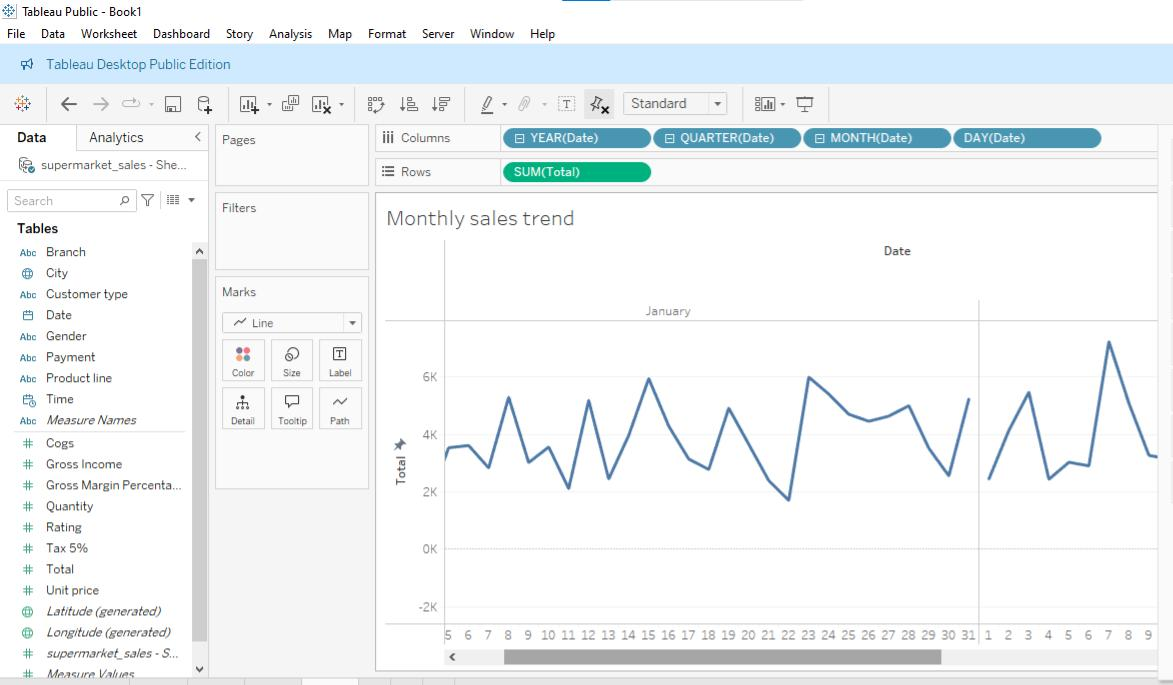 Tableau Public - Book1
File Data Worksheet Dashboard Story Analysis Map Format Server Window Help
Tableau Desktop Public Edition
Standard
Data Analytics
supermarket_sales - She...
Search
Tables
Abc Branch
City
Abc Customer type
Date
Abc Gender
Abc Payment
Abc Product line
Time
Abc Measure Names
# Cogs
# Gross Income
# Gross Margin Percenta...
# Quantity
# Rating
# Tax 5%
# Total
# Unit price
Latitude (generated)
Longitude (generated)
# supermarket_sales - S...
# Measure Values
Pages
Filters
Marks
Line
Color Size Label
Detail Tooltip Path
Columns YEAR(Date) QUARTER(Date) MONTH(Date) DAY(Date)
Rows SUM(Total)
Monthly sales trend
Date
January
Total
6K
4K
2K
0K
-2K
5 6 7 8 9 10 11 12 13 14 15 16 17 18 19 20 21 22 23 24 25 26 27 28 29 30 31 1 2 3 4 5 6 7 8 9